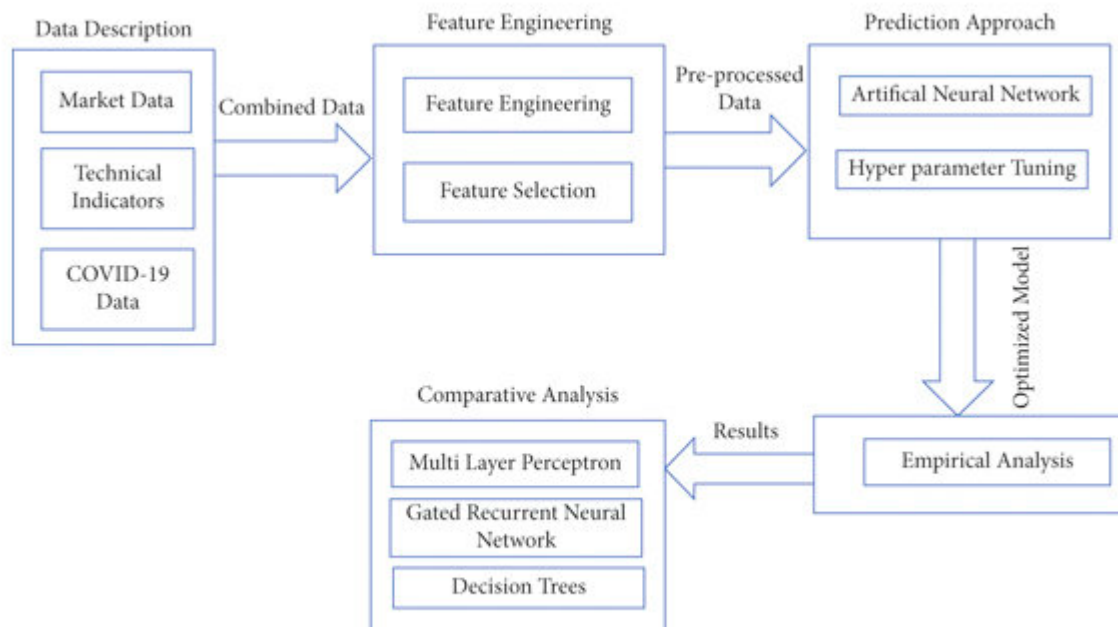 Data Description
Market Data
Technical
Indicators
COVID-19
Data
Combined Data
Feature Engineering
Feature Engineering
Feature Selection
Pre-processed
Data
Prediction Approach
Artifical Neural Network
Hyper parameter Tuning
Optimized Model
Empirical Analysis
Results
Comparative Analysis
Multi Layer Perceptron
Gated Recurrent Neural
Network
Decision Trees